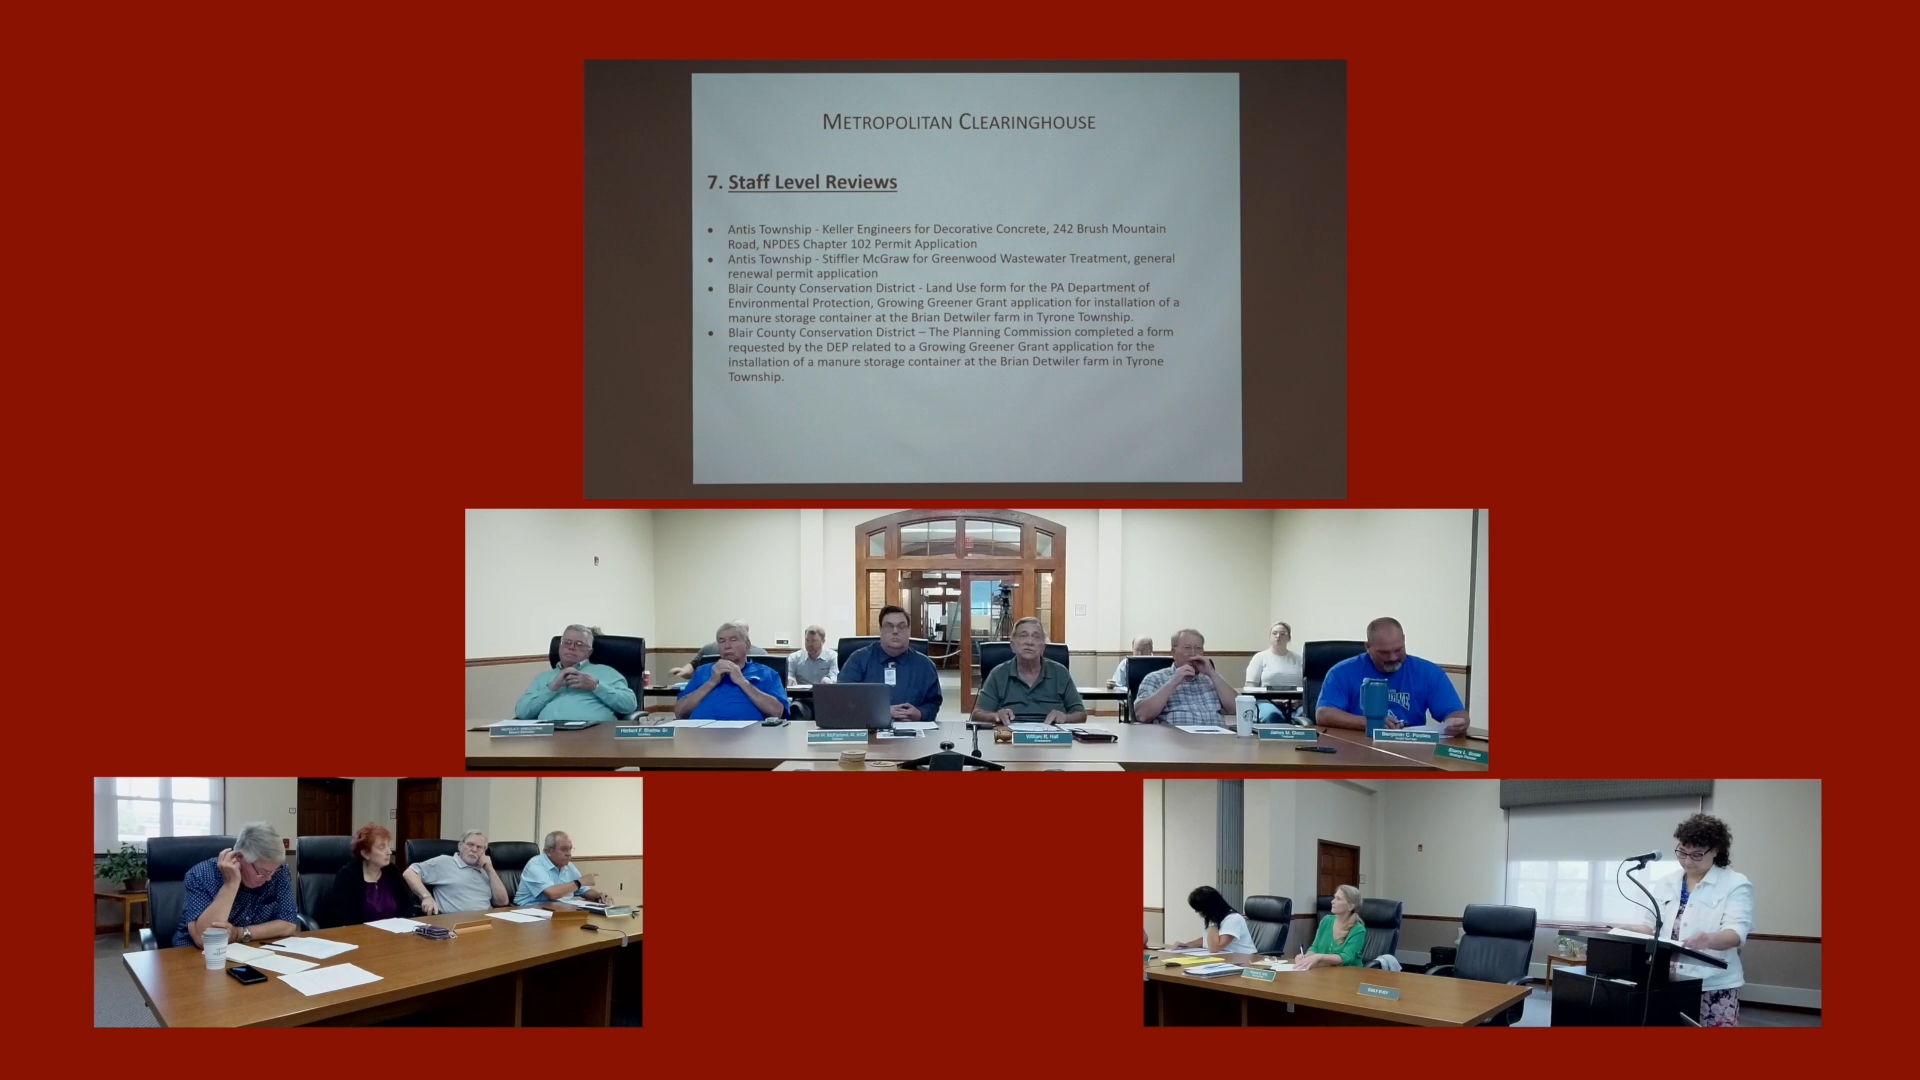 METROPOLITAN CLEARINGHOUSE
7. Staff Level Reviews
• Antis Township - Keller Engineers for Decorative Concrete, 242 Brush Mountain
Road, NPDES Chapter 102 Permit Application
• Antis Township - Stiffler McGraw for Greenwood Wastewater Treatment, general
renewal permit application
• Blair County Conservation District - Land Use form for the PA Department of
Environmental Protection, Growing Greener Grant application for installation of a
manure storage container at the Brian Detwiler farm in Tyrone Township.
• Blair County Conservation District – The Planning Commission completed a form
requested by the DEP related to a Growing Greener Grant application for the
installation of a manure storage container at the Brian Detwiler farm in Tyrone
Township.
William R. Hall
James M. Dixon